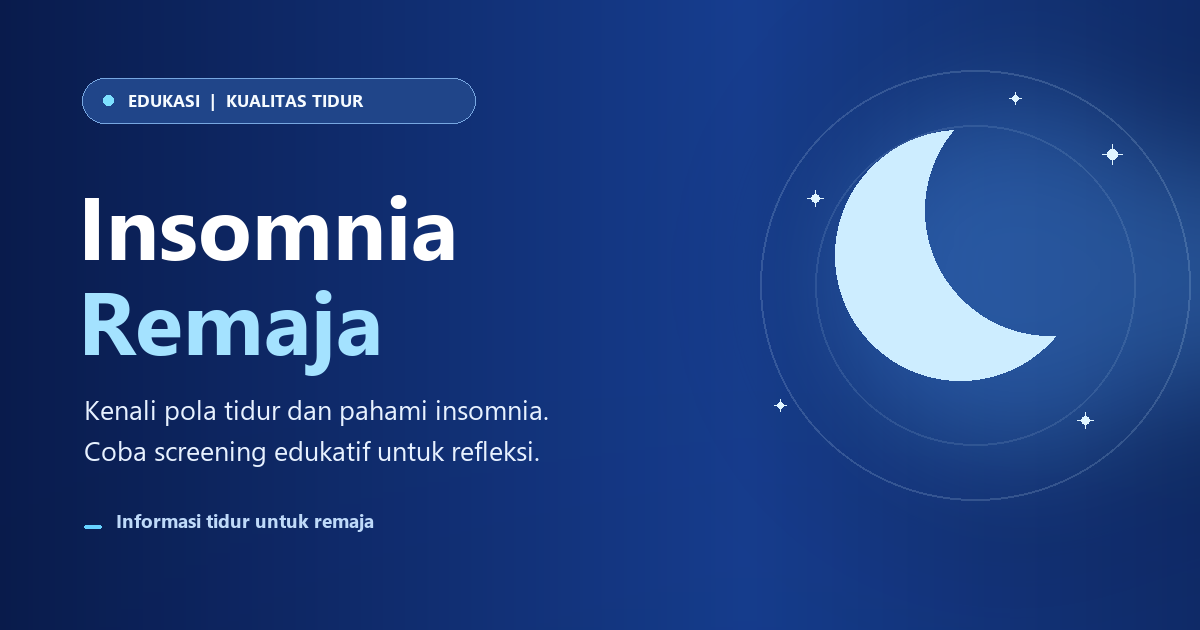 EDUKASI | KUALITAS TIDUR
Insomnia
Remaja
Kenali pola tidur dan pahami insomnia.
Coba screening edukatif untuk refleksi.
Informasi tidur untuk remaja